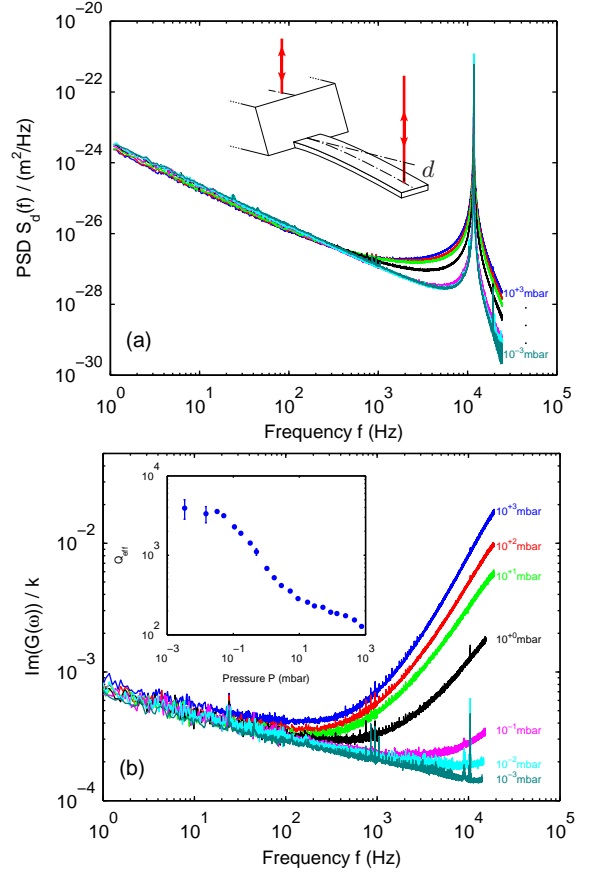 10^−20
10^−22
10^−24
10^−26
10^−28
10^−30
PSD S_d(f) / (m^2/Hz)
d
10^+3mbar
10^−3mbar
(a)
10^0 10^1 10^2 10^3 10^4 10^5
Frequency f (Hz)
10^−2
10^−3
10^−4
Im(G(ω)) / k
10^4
10^3
10^2
Q_eff
10^−3 10^−1 10^1 10^3
Pressure P (mbar)
10^+3mbar
10^+2mbar
10^+1mbar
10^+0mbar
10^−1mbar
10^−2mbar
10^−3mbar
(b)
10^0 10^1 10^2 10^3 10^4 10^5
Frequency f (Hz)